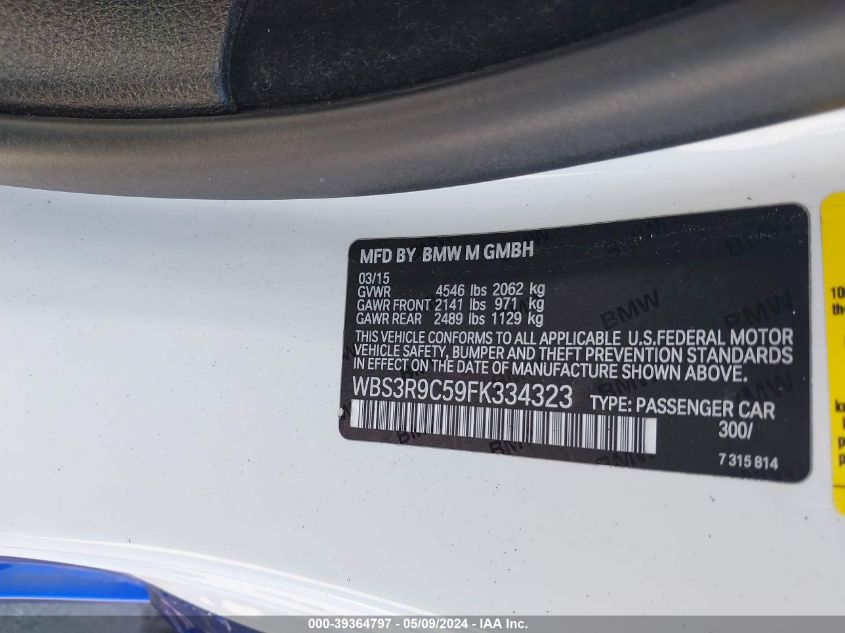 MFD BY BMW M GMBH
03/15
GVWR 4546 lbs 2062 kg
GAWR FRONT 2141 lbs 971 kg
GAWR REAR 2489 lbs 1129 kg
THIS VEHICLE CONFORMS TO ALL APPLICABLE U.S.FEDERAL MOTOR
VEHICLE SAFETY, BUMPER AND THEFT PREVENTION STANDARDS
IN EFFECT ON THE DATE OF MANUFACTURE SHOWN ABOVE.
WBS3R9C59FK334323 TYPE: PASSENGER CAR
300/
7 315 814
000-39364797 - 05/09/2024 - IAA Inc.